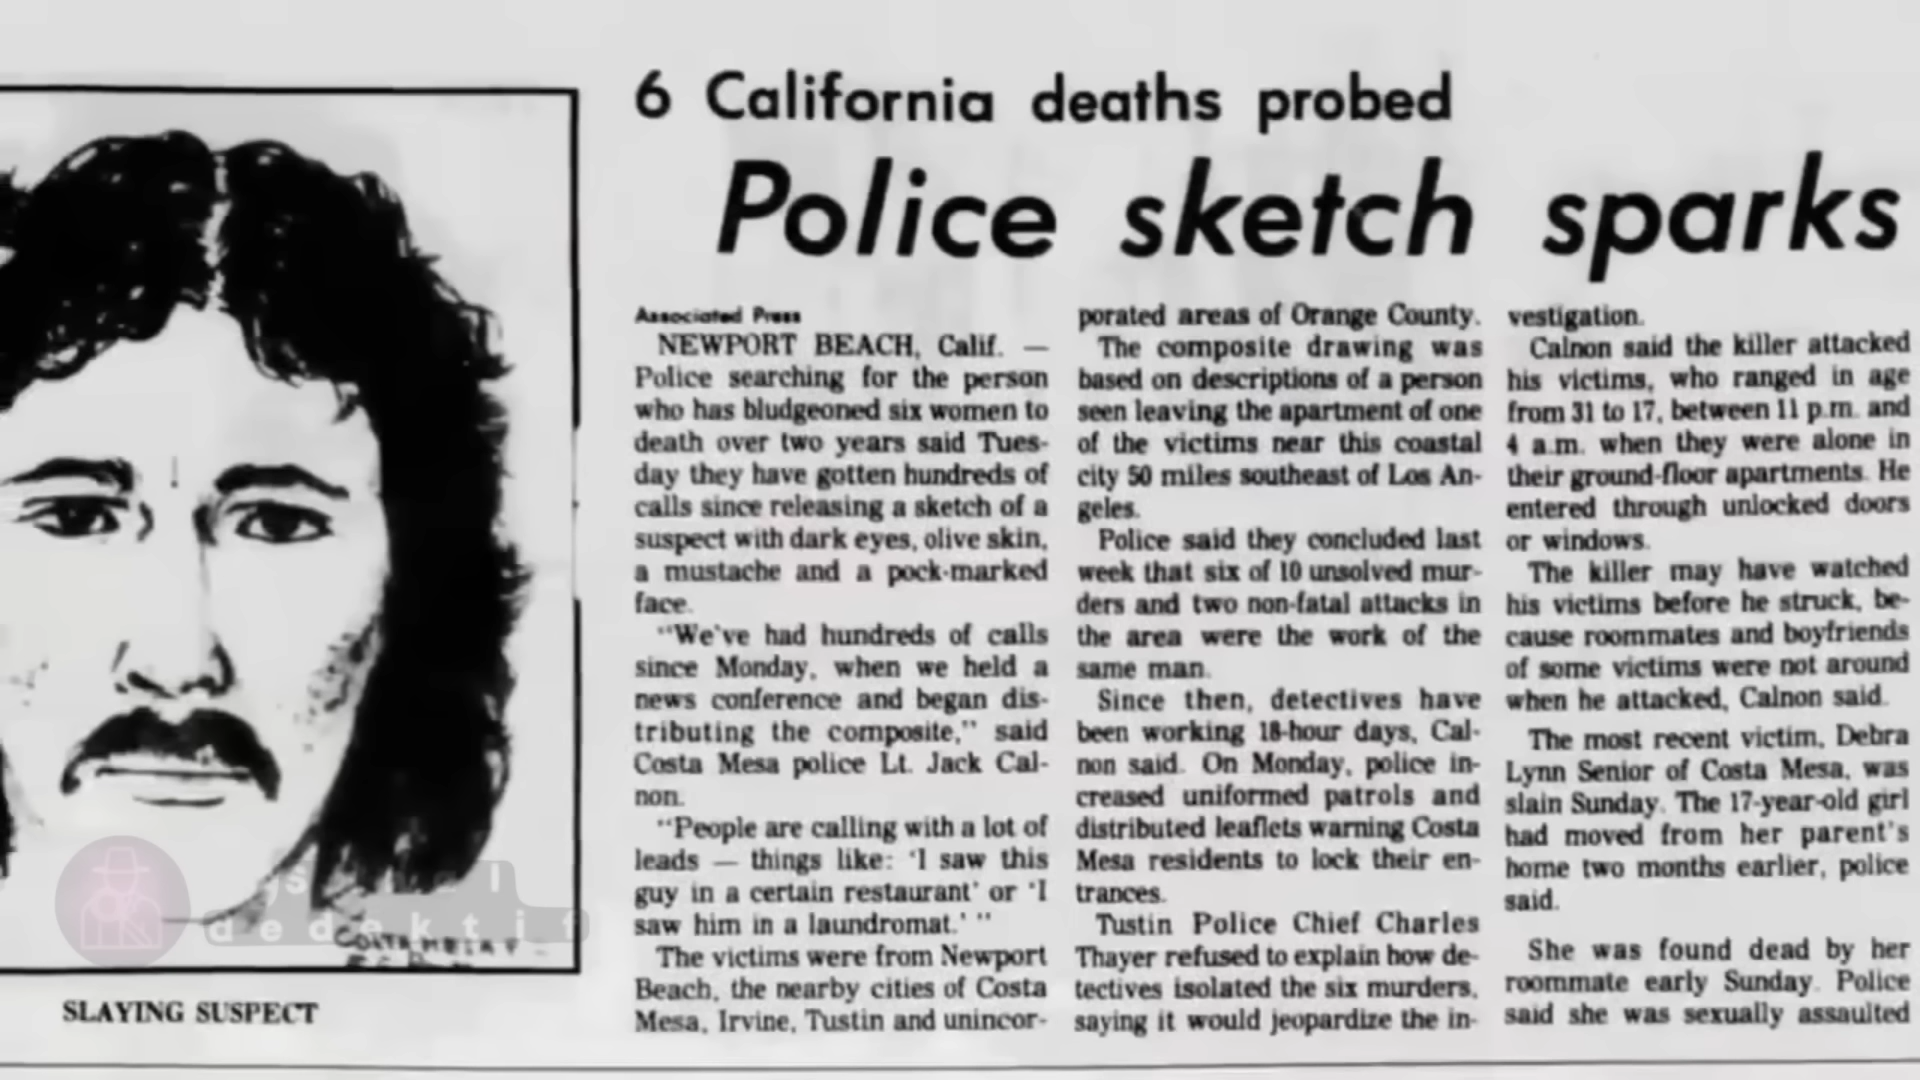 6 California deaths probed
Police sketch sparks
Associated Press
NEWPORT BEACH, Calif. —
Police searching for the person
who has bludgeoned six women to
death over two years said Tues-
day they have gotten hundreds of
calls since releasing a sketch of a
suspect with dark eyes, olive skin,
a mustache and a pock-marked
face.
"We've had hundreds of calls
since Monday, when we held a
news conference and began dis-
tributing the composite," said
Costa Mesa police Lt. Jack Cal-
non.
"People are calling with a lot of
leads — things like: 'I saw this
guy in a certain restaurant' or 'I
saw him in a laundromat.' "
The victims were from Newport
Beach, the nearby cities of Costa
Mesa, Irvine, Tustin and unincor-
porated areas of Orange County.
The composite drawing was
based on descriptions of a person
seen leaving the apartment of one
of the victims near this coastal
city 50 miles southeast of Los An-
geles.
Police said they concluded last
week that six of 10 unsolved mur-
ders and two non-fatal attacks in
the area were the work of the
same man.
Since then, detectives have
been working 18-hour days, Cal-
non said. On Monday, police in-
creased uniformed patrols and
distributed leaflets warning Costa
Mesa residents to lock their en-
trances.
Tustin Police Chief Charles
Thayer refused to explain how de-
tectives isolated the six murders,
saying it would jeopardize the in-
vestigation.
Calnon said the killer attacked
his victims, who ranged in age
from 31 to 17, between 11 p.m. and
4 a.m. when they were alone in
their ground-floor apartments. He
entered through unlocked doors
or windows.
The killer may have watched
his victims before he struck, be-
cause roommates and boyfriends
of some victims were not around
when he attacked, Calnon said.
The most recent victim, Debra
Lynn Senior of Costa Mesa, was
slain Sunday. The 17-year-old girl
had moved from her parent's
home two months earlier, police
said.
She was found dead by her
roommate early Sunday. Police
said she was sexually assaulted
dedektif
SLAYING SUSPECT